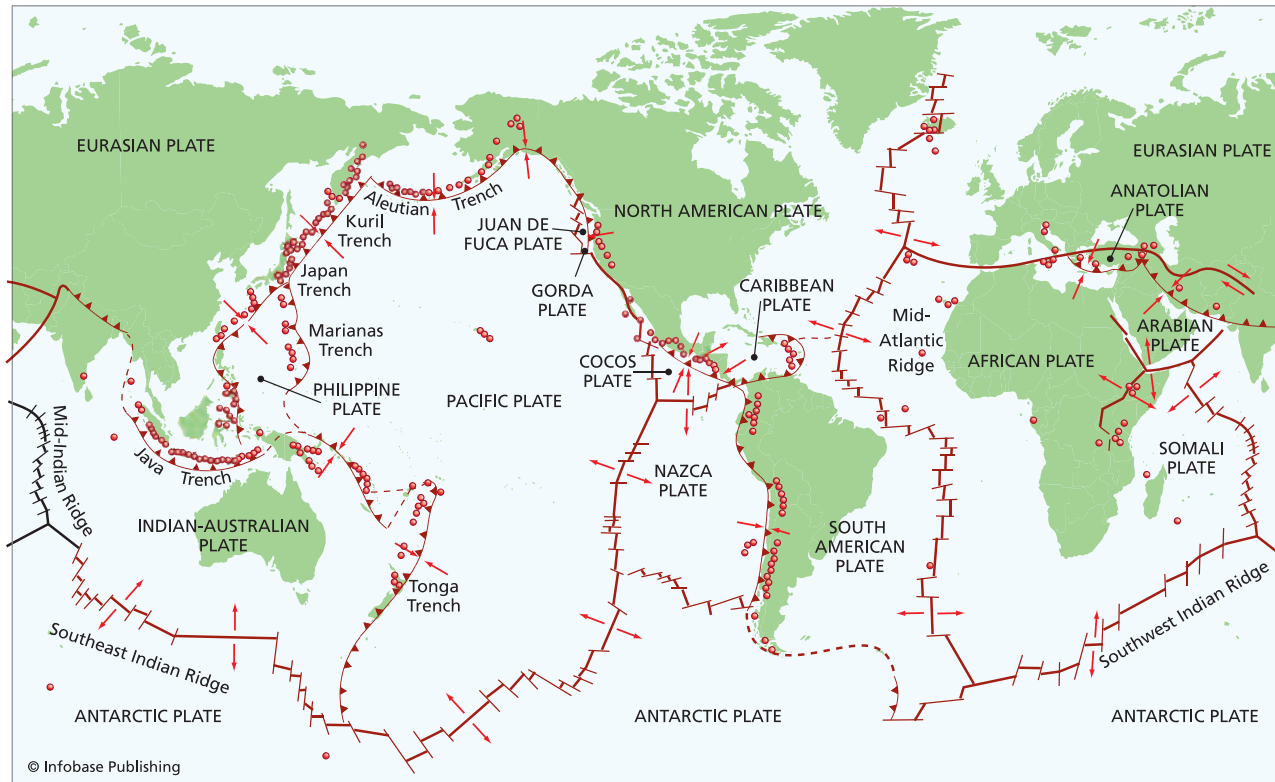 EURASIAN PLATE
Aleutian
Trench
Kuril
Trench
Japan
Trench
Marianas
Trench
PHILIPPINE
PLATE
Java
Trench
Mid-Indian Ridge
INDIAN-AUSTRALIAN
PLATE
Tonga
Trench
Southeast Indian Ridge
ANTARCTIC PLATE
© Infobase Publishing
JUAN DE
FUCA PLATE
GORDA
PLATE
NORTH AMERICAN PLATE
CARIBBEAN
PLATE
COCOS
PLATE
PACIFIC PLATE
NAZCA
PLATE
SOUTH
AMERICAN
PLATE
ANTARCTIC PLATE
Mid-
Atlantic
Ridge
EURASIAN PLATE
ANATOLIAN
PLATE
ARABIAN
PLATE
AFRICAN PLATE
SOMALI
PLATE
Southwest Indian Ridge
ANTARCTIC PLATE